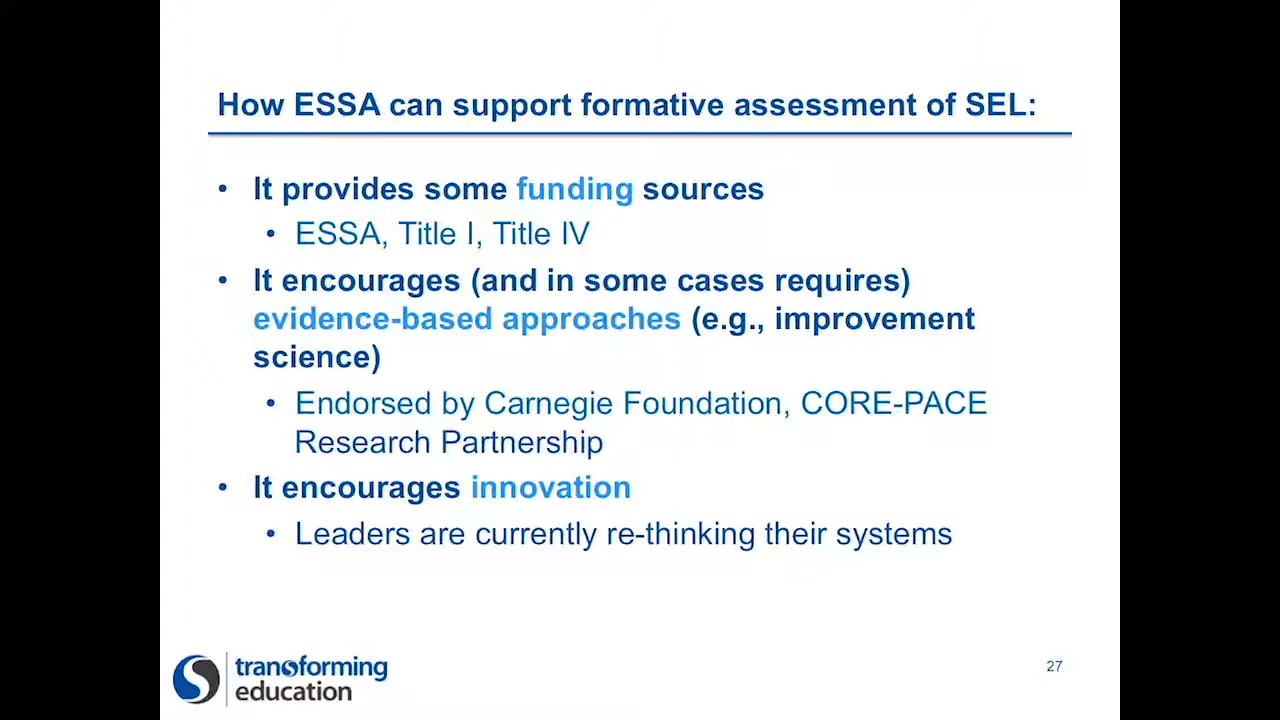 How ESSA can support formative assessment of SEL:
• It provides some funding sources
• ESSA, Title I, Title IV
• It encourages (and in some cases requires)
evidence-based approaches (e.g., improvement
science)
• Endorsed by Carnegie Foundation, CORE-PACE
Research Partnership
• It encourages innovation
• Leaders are currently re-thinking their systems
transforming
education
27